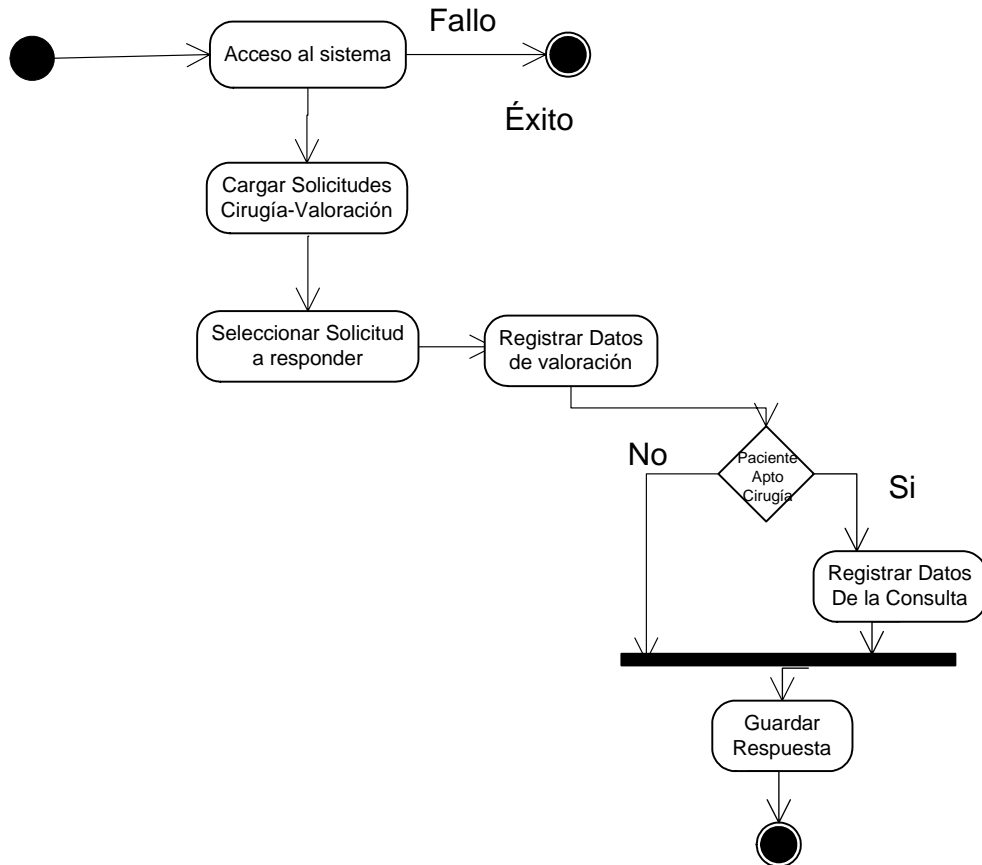 Fallo
Acceso al sistema
Éxito
Cargar Solicitudes
Cirugía-Valoración
Seleccionar Solicitud
a responder
Registrar Datos
de valoración
No
Paciente
Apto
Cirugía
Si
Registrar Datos
De la Consulta
Guardar
Respuesta